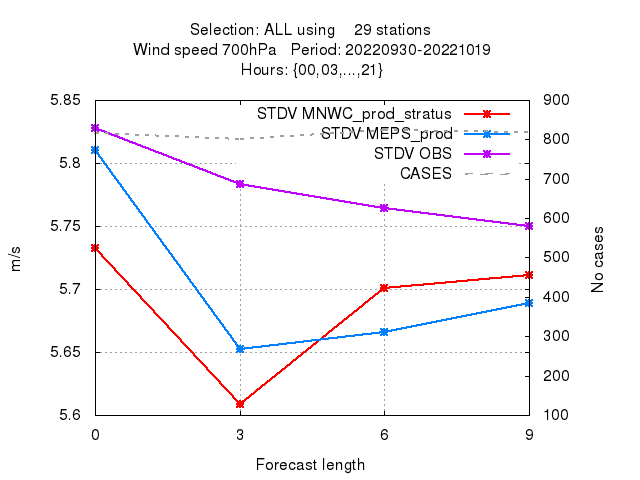 Selection: ALL using    29 stations
Wind speed 700hPa   Period: 20220930-20221019
Hours: {00,03,...,21}
STDV MNWC_prod_stratus
STDV MEPS_prod
STDV OBS
CASES
5.85
5.8
5.75
5.7
5.65
5.6
m/s
900
800
700
600
500
400
300
200
100
No cases
0 3 6 9
Forecast length